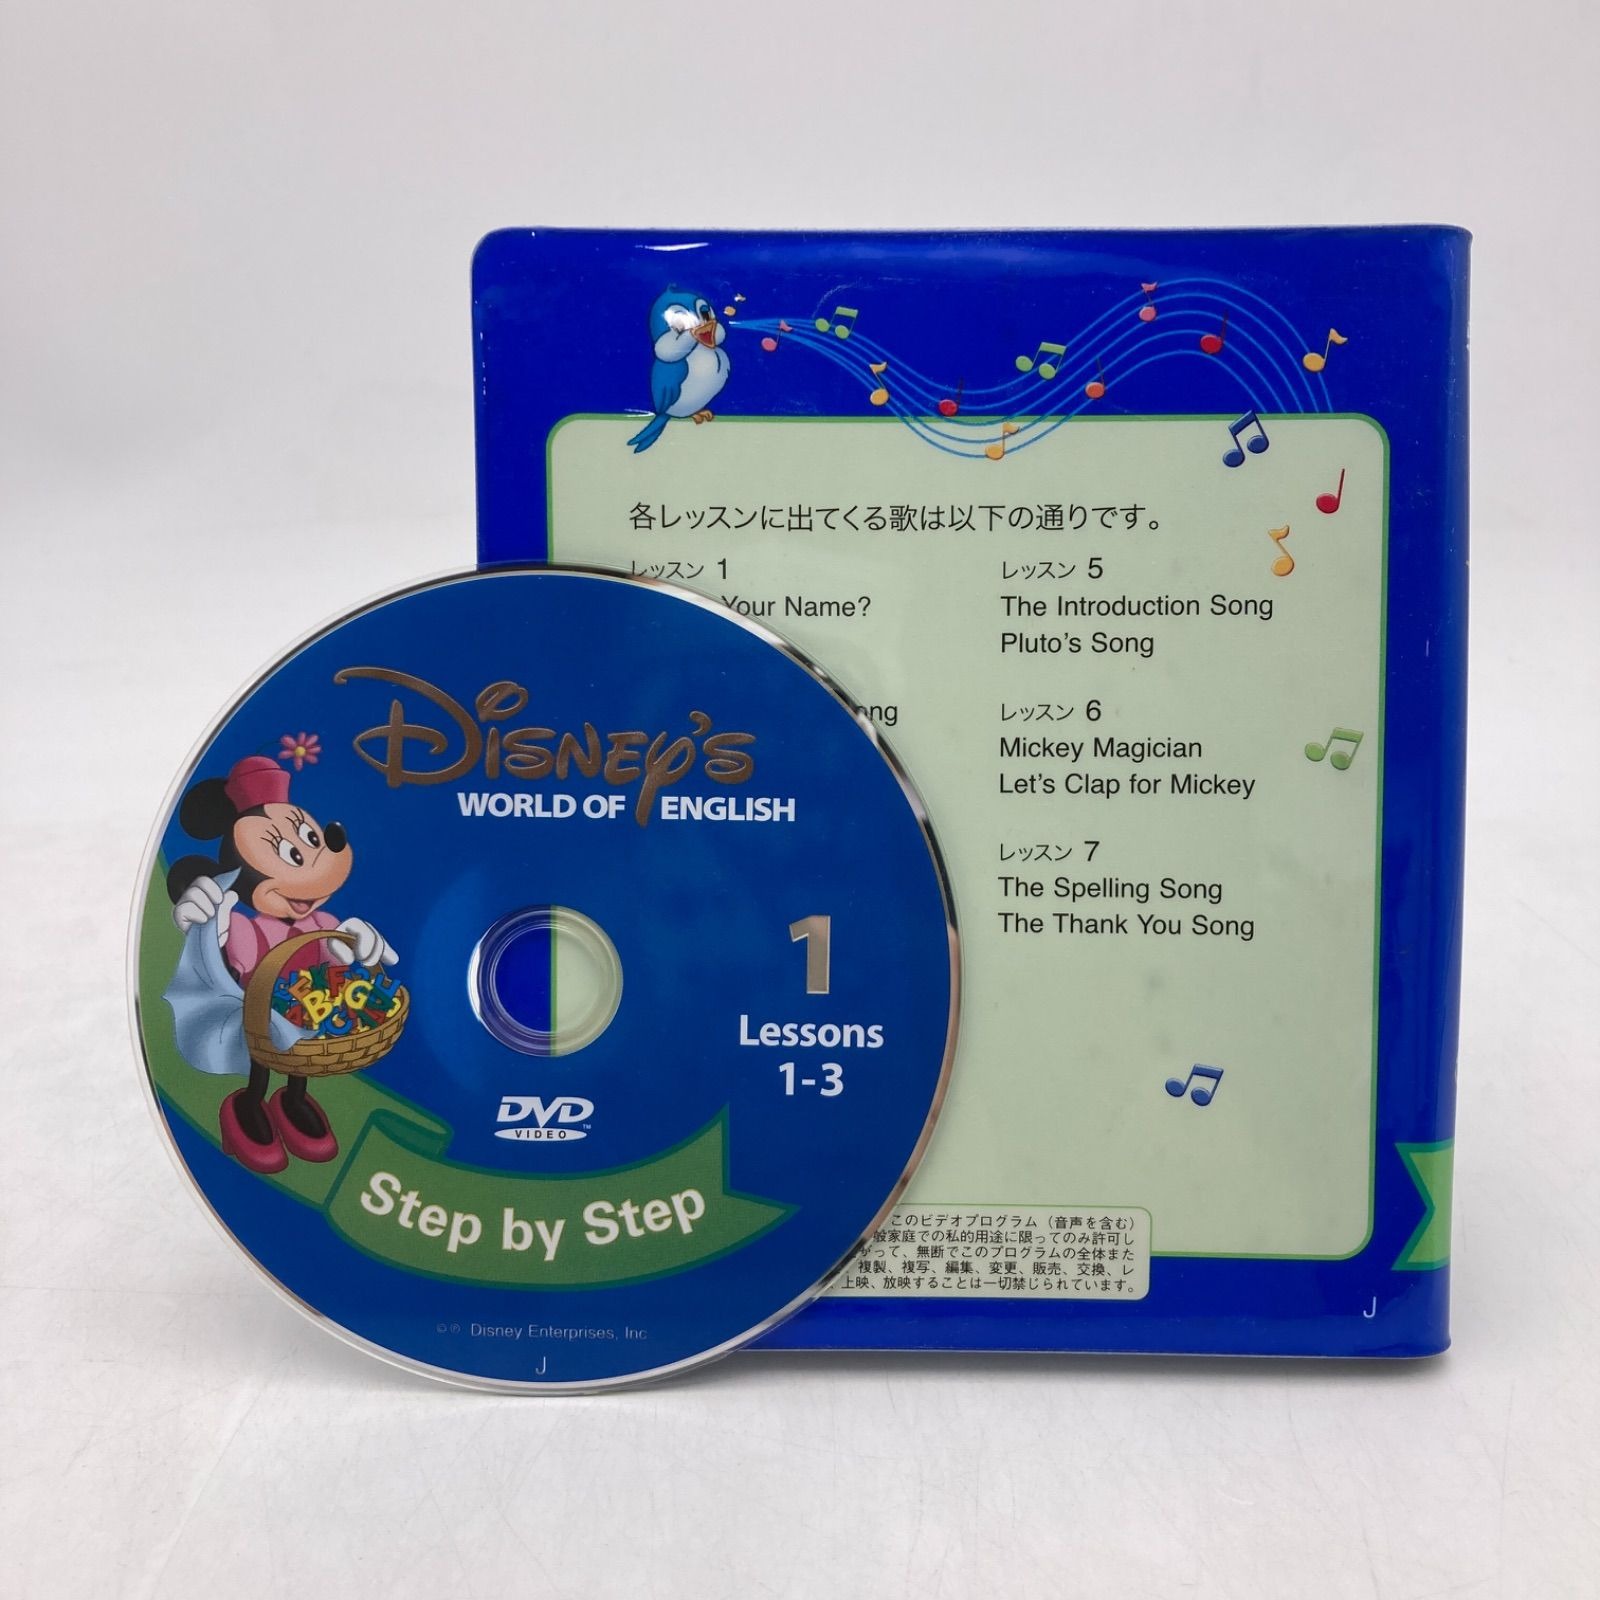 各レッスンに出てくる歌は以下の通りです。
レッスン 1
Your Name?
レッスン 5
The Introduction Song
Pluto's Song
レッスン 6
Mickey Magician
Let's Clap for Mickey
レッスン 7
The Spelling Song
The Thank You Song
このビデオプログラム（音声を含む）
般家庭での私的用途に限ってのみ許可し
がって、無断でこのプログラムの全体また
複製、複写、編集、変更、販売、交換、レ
上映、放映することは一切禁じられています。
J
DISNEY'S
WORLD OF ENGLISH
1
Lessons
1-3
DVD
VIDEO
TM
Step by Step
©℗ Disney Enterprises, Inc
J